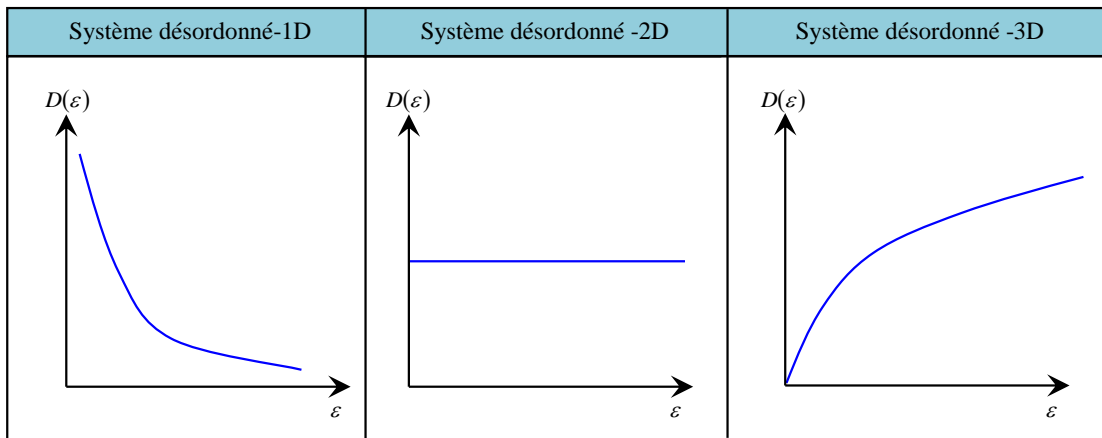 Système désordonné-1D
Système désordonné -2D
Système désordonné -3D
D(ε)
D(ε)
D(ε)
ε
ε
ε